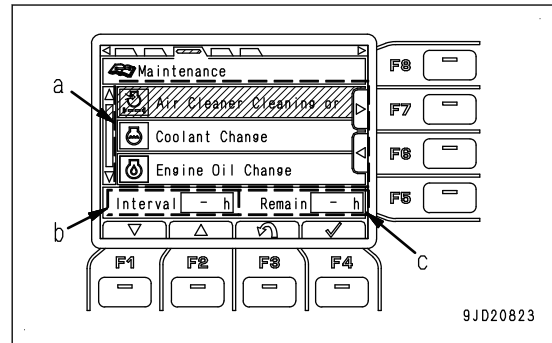 Maintenance
F8
a
Air Cleaner Cleaning or
F7
Coolant Change
F6
Engine Oil Change
F5
Interval - h Remain - h
b
c
F1 F2 F3 F4
9JD20823